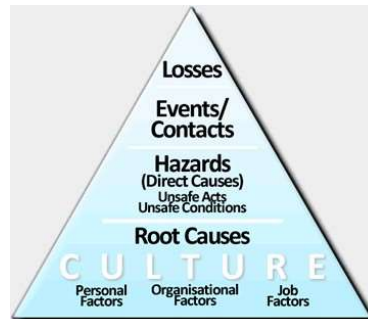 Losses
Events/
Contacts
Hazards
(Direct Causes)
Unsafe Acts
Unsafe Conditions
Root Causes
CULTURE
Personal Organisational Job
Factors Factors Factors